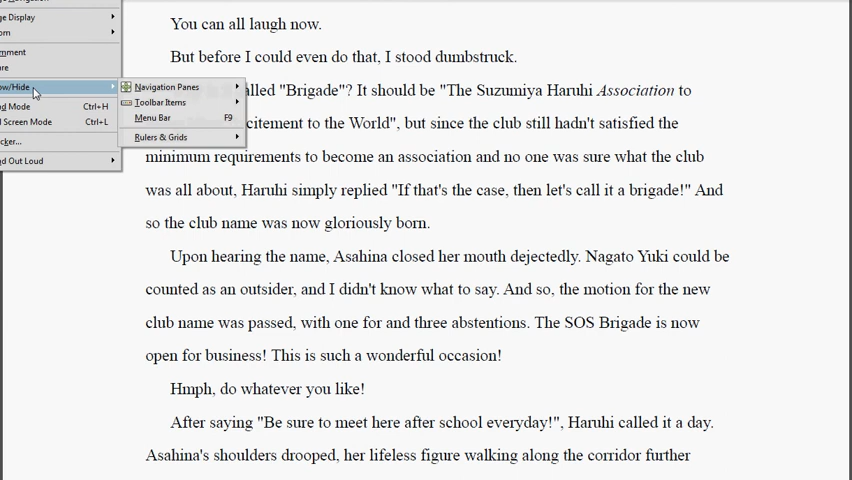 Display
You can all laugh now.
But before I could even do that, I stood dumbstruck.
Navigation Panes
Toolbar Items
Menu Bar F9
Rulers & Grids
Ctrl+H
Screen Mode Ctrl+L
Out Loud
"Brigade"? It should be "The Suzumiya Haruhi Association to
to the World", but since the club still hadn't satisfied the
minimum requirements to become an association and no one was sure what the club
was all about, Haruhi simply replied "If that's the case, then let's call it a brigade!" And
so the club name was now gloriously born.
Upon hearing the name, Asahina closed her mouth dejectedly. Nagato Yuki could be
counted as an outsider, and I didn't know what to say. And so, the motion for the new
club name was passed, with one for and three abstentions. The SOS Brigade is now
open for business! This is such a wonderful occasion!
Hmph, do whatever you like!
After saying "Be sure to meet here after school everyday!", Haruhi called it a day.
Asahina's shoulders drooped, her lifeless figure walking along the corridor further